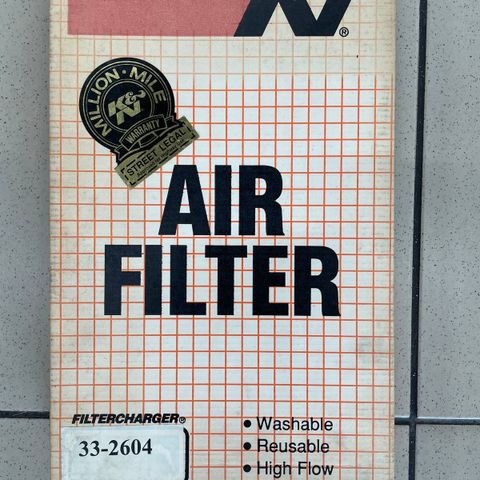 K&N®
MILLION • MILE
K&N
WARRANTY
STREET LEGAL
AIR
FILTER
FILTERCHARGER®
33-2604
• Washable
• Reusable
• High Flow